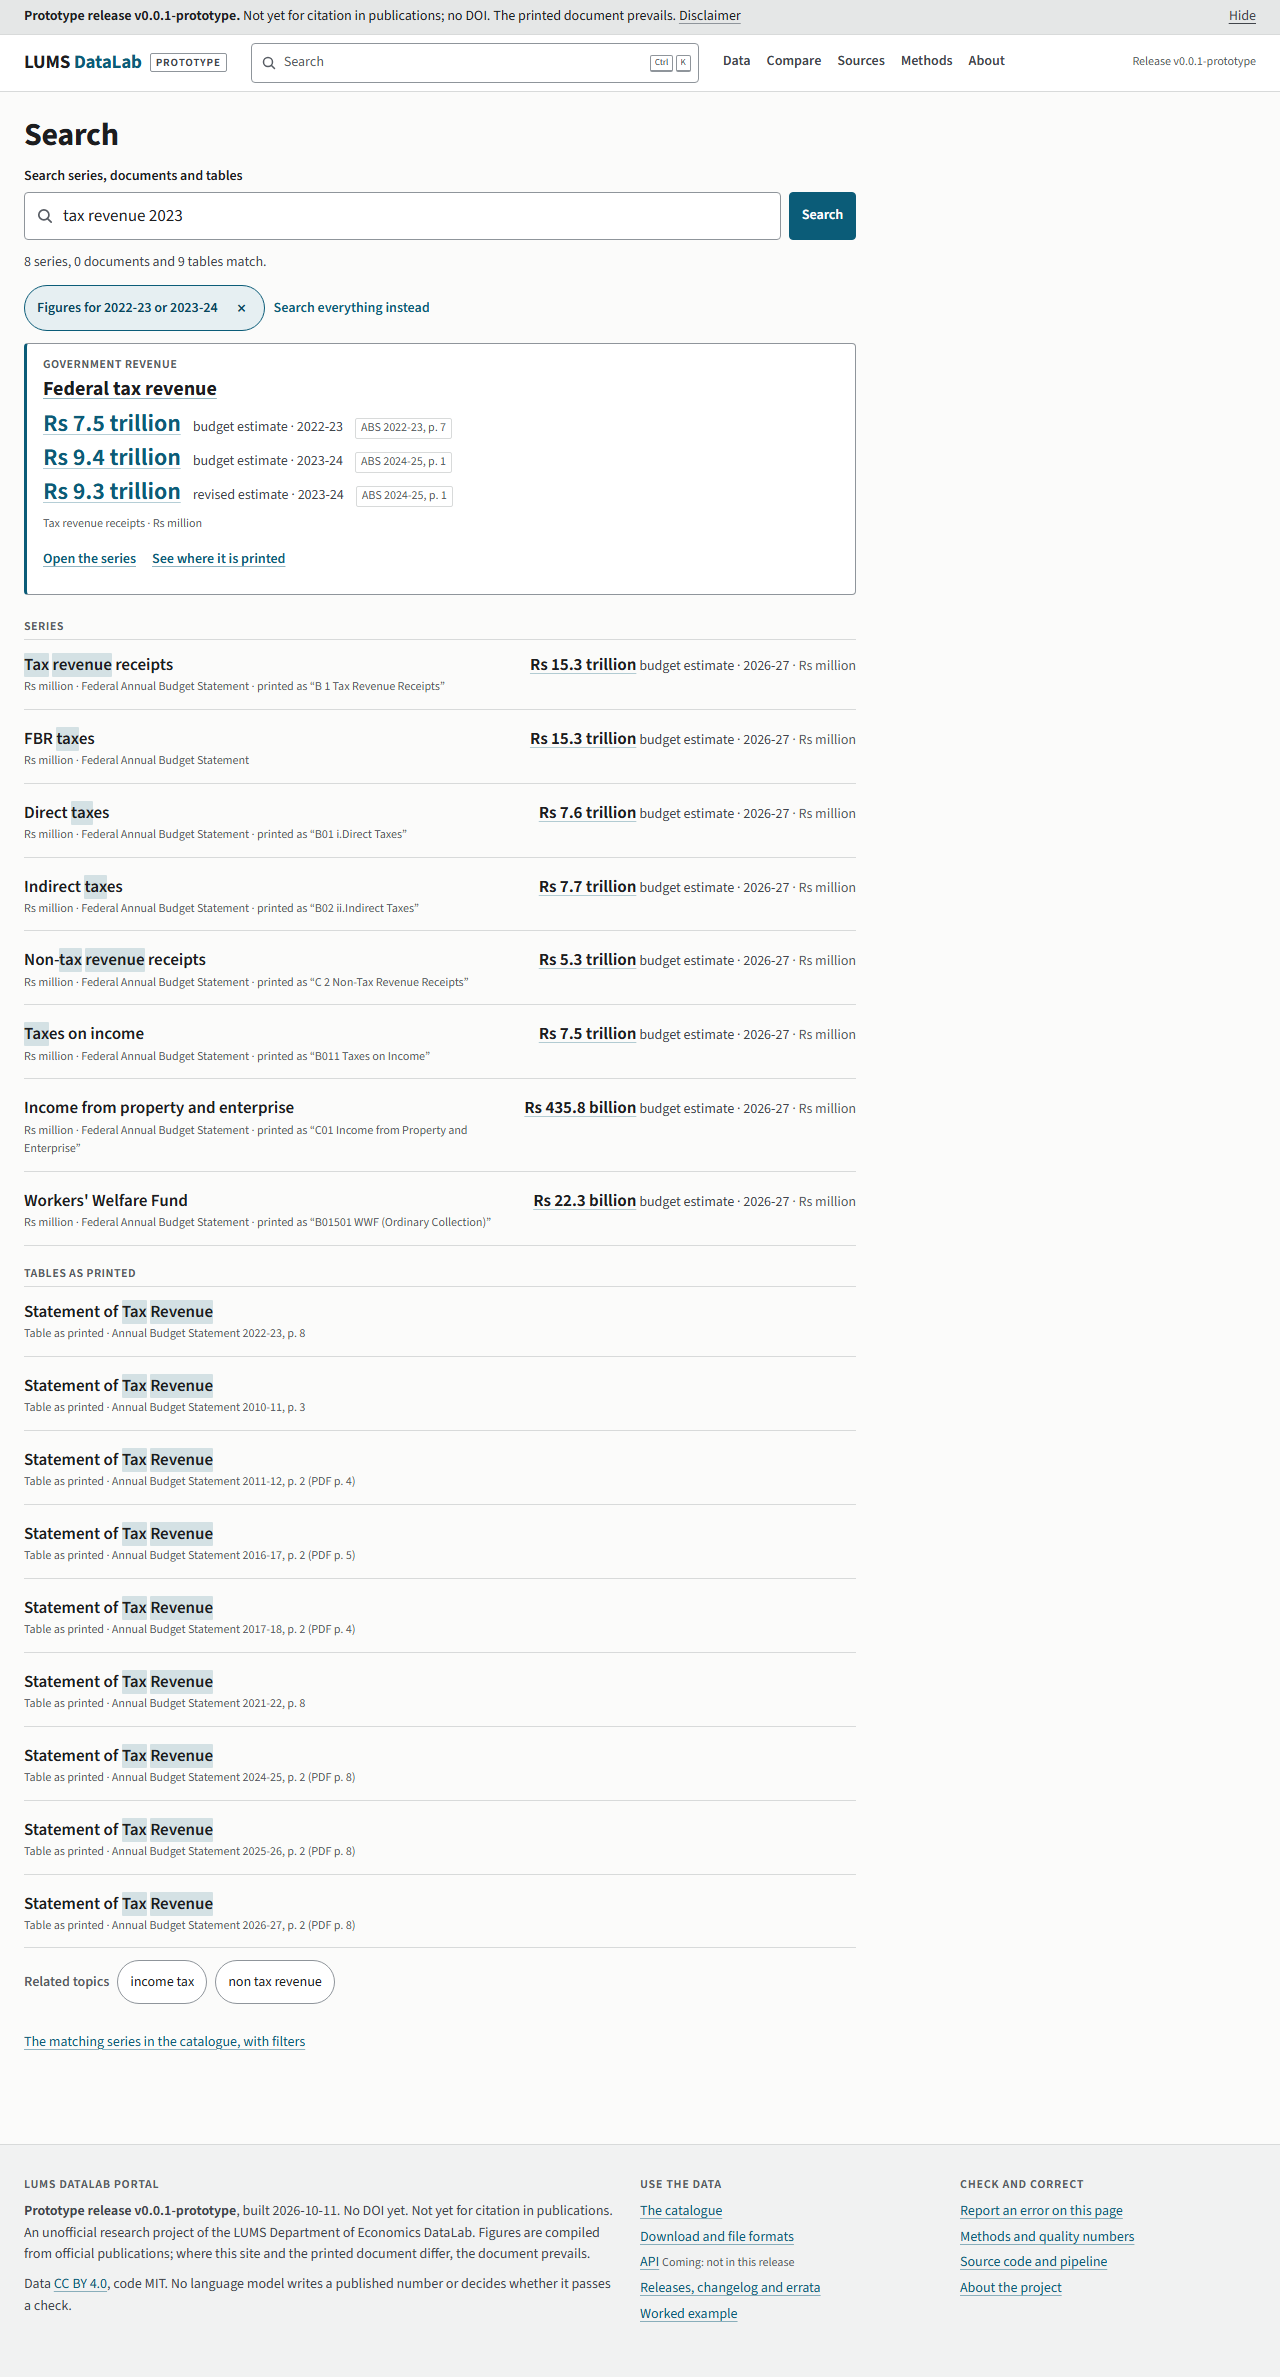 Prototype release v0.0.1-prototype. Not yet for citation in publications; no DOI. The printed document prevails. Disclaimer
Hide
LUMS DataLab PROTOTYPE
Search
Ctrl K
Data Compare Sources Methods About
Release v0.0.1-prototype
Search
Search series, documents and tables
tax revenue 2023
Search
8 series, 0 documents and 9 tables match.
Figures for 2022-23 or 2023-24 ×
Search everything instead
GOVERNMENT REVENUE
Federal tax revenue
Rs 7.5 trillion budget estimate · 2022-23 ABS 2022-23, p. 7
Rs 9.4 trillion budget estimate · 2023-24 ABS 2024-25, p. 1
Rs 9.3 trillion revised estimate · 2023-24 ABS 2024-25, p. 1
Tax revenue receipts · Rs million
Open the series See where it is printed
SERIES
Tax revenue receipts Rs 15.3 trillion budget estimate · 2026-27 · Rs million
Rs million · Federal Annual Budget Statement · printed as “B 1 Tax Revenue Receipts”
FBR taxes Rs 15.3 trillion budget estimate · 2026-27 · Rs million
Rs million · Federal Annual Budget Statement
Direct taxes Rs 7.6 trillion budget estimate · 2026-27 · Rs million
Rs million · Federal Annual Budget Statement · printed as “B01 i.Direct Taxes”
Indirect taxes Rs 7.7 trillion budget estimate · 2026-27 · Rs million
Rs million · Federal Annual Budget Statement · printed as “B02 ii.Indirect Taxes”
Non-tax revenue receipts Rs 5.3 trillion budget estimate · 2026-27 · Rs million
Rs million · Federal Annual Budget Statement · printed as “C 2 Non-Tax Revenue Receipts”
Taxes on income Rs 7.5 trillion budget estimate · 2026-27 · Rs million
Rs million · Federal Annual Budget Statement · printed as “B011 Taxes on Income”
Income from property and enterprise Rs 435.8 billion budget estimate · 2026-27 · Rs million
Rs million · Federal Annual Budget Statement · printed as “C01 Income from Property and
Enterprise”
Workers' Welfare Fund Rs 22.3 billion budget estimate · 2026-27 · Rs million
Rs million · Federal Annual Budget Statement · printed as “B01501 WWF (Ordinary Collection)”
TABLES AS PRINTED
Statement of Tax Revenue
Table as printed · Annual Budget Statement 2022-23, p. 8
Statement of Tax Revenue
Table as printed · Annual Budget Statement 2010-11, p. 3
Statement of Tax Revenue
Table as printed · Annual Budget Statement 2011-12, p. 2 (PDF p. 4)
Statement of Tax Revenue
Table as printed · Annual Budget Statement 2016-17, p. 2 (PDF p. 5)
Statement of Tax Revenue
Table as printed · Annual Budget Statement 2017-18, p. 2 (PDF p. 4)
Statement of Tax Revenue
Table as printed · Annual Budget Statement 2021-22, p. 8
Statement of Tax Revenue
Table as printed · Annual Budget Statement 2024-25, p. 2 (PDF p. 8)
Statement of Tax Revenue
Table as printed · Annual Budget Statement 2025-26, p. 2 (PDF p. 8)
Statement of Tax Revenue
Table as printed · Annual Budget Statement 2026-27, p. 2 (PDF p. 8)
Related topics income tax non tax revenue
The matching series in the catalogue, with filters
LUMS DATALAB PORTAL
Prototype release v0.0.1-prototype, built 2026-10-11. No DOI yet. Not yet for citation in publications.
An unofficial research project of the LUMS Department of Economics DataLab. Figures are compiled
from official publications; where this site and the printed document differ, the document prevails.
Data CC BY 4.0, code MIT. No language model writes a published number or decides whether it passes
a check.
USE THE DATA
The catalogue
Download and file formats
API Coming: not in this release
Releases, changelog and errata
Worked example
CHECK AND CORRECT
Report an error on this page
Methods and quality numbers
Source code and pipeline
About the project